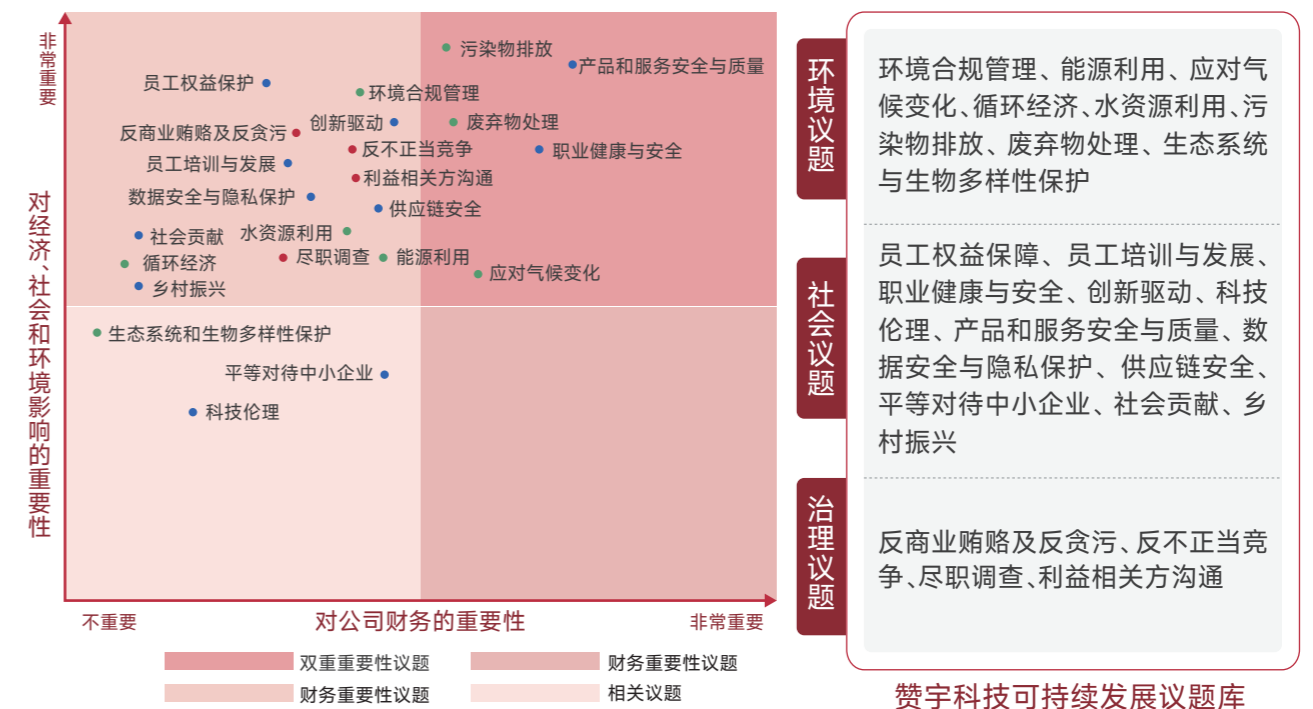 非常重要
对经济、社会和环境影响的重要性
污染物排放
产品和服务安全与质量
员工权益保护
环境合规管理
创新驱动
废弃物处理
反商业贿赂及反贪污
反不正当竞争
职业健康与安全
员工培训与发展
利益相关方沟通
数据安全与隐私保护
供应链安全
社会贡献
水资源利用
循环经济
尽职调查
能源利用
应对气候变化
乡村振兴
生态系统和生物多样性保护
平等对待中小企业
科技伦理
不重要
对公司财务的重要性
非常重要
双重重要性议题
财务重要性议题
财务重要性议题
相关议题
环境议题
环境合规管理、能源利用、应对气
候变化、循环经济、水资源利用、污
染物排放、废弃物处理、生态系统
与生物多样性保护
社会议题
员工权益保障、员工培训与发展、
职业健康与安全、创新驱动、科技
伦理、产品和服务安全与质量、数
据安全与隐私保护、供应链安全、
平等对待中小企业、社会贡献、乡
村振兴
治理议题
反商业贿赂及反贪污、反不正当竞
争、尽职调查、利益相关方沟通
赞宇科技可持续发展议题库